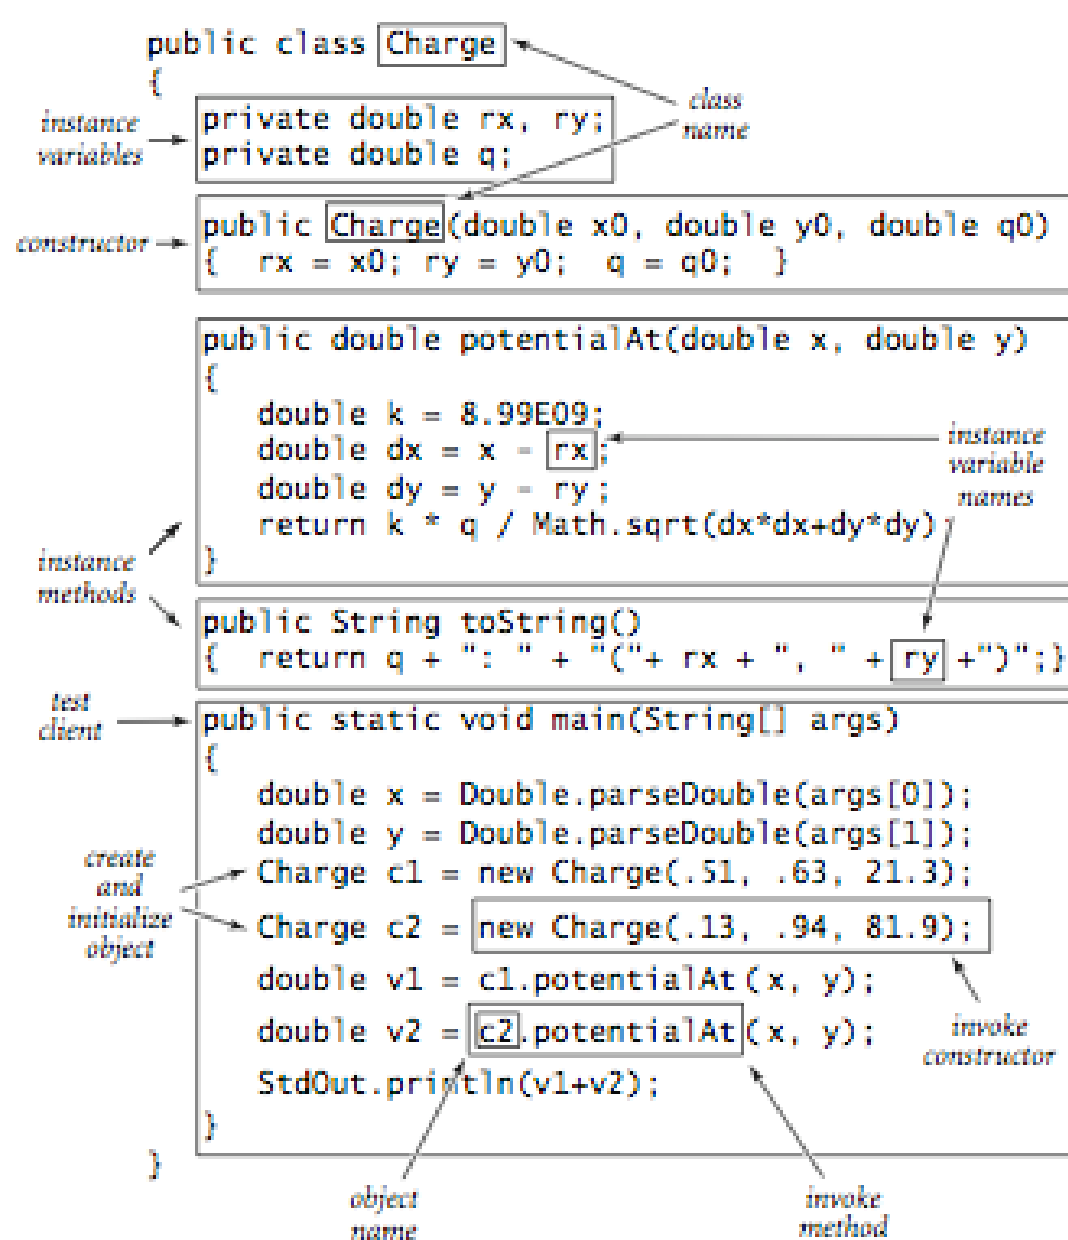 public class Charge
{
class
name
instance
variables
private double rx, ry;
private double q;
constructor
public Charge(double x0, double y0, double q0)
{  rx = x0; ry = y0;  q = q0;  }
public double potentialAt(double x, double y)
{
double k = 8.99E09;
double dx = x - rx;
double dy = y - ry;
return k * q / Math.sqrt(dx*dx+dy*dy);
}
instance
variable
names
instance
methods
public String toString()
{  return q + ": " + "("+ rx + ", " + ry +")";}
test
client
public static void main(String[] args)
{
double x = Double.parseDouble(args[0]);
double y = Double.parseDouble(args[1]);
Charge c1 = new Charge(.51, .63, 21.3);
Charge c2 = new Charge(.13, .94, 81.9);
create
and
initialize
object
double v1 = c1.potentialAt(x, y);
double v2 = c2.potentialAt(x, y);
invoke
constructor
StdOut.println(v1+v2);
}
}
object
name
invoke
method